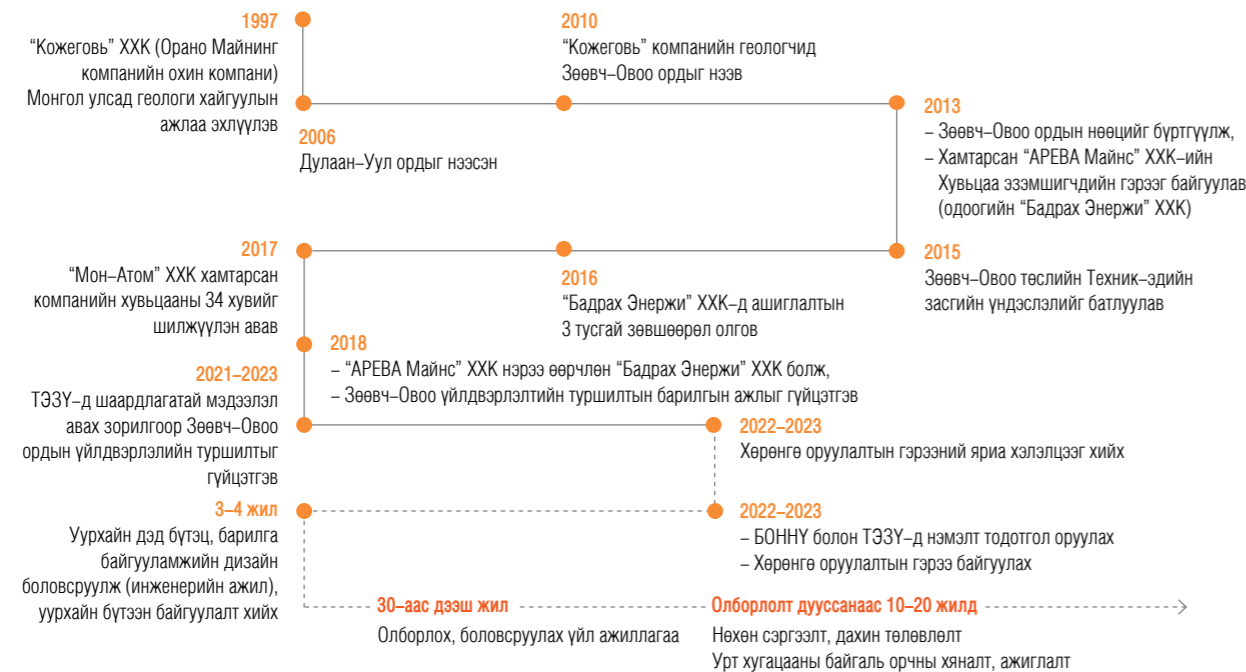 1997
“Кожеговь” ХХК (Орано Майнинг
компанийн охин компани)
Монгол улсад геологи хайгуулын
ажлаа эхлүүлэв
2006
Дулаан–Уул ордыг нээсэн
2010
“Кожеговь” компанийн геологчид
Зөөвч–Овоо ордыг нээв
2013
– Зөөвч–Овоо ордын нөөцийг бүртгүүлж,
– Хамтарсан “АРЕВА Майнс” ХХК–ийн
Хувьцаа эзэмшигчдийн гэрээг байгуулав
(одоогийн “Бадрах Энержи” ХХК)
2015
Зөөвч–Овоо төслийн Техник–эдийн
засгийн үндэслэлийг батлуулав
2016
“Бадрах Энержи” ХХК–д ашиглалтын
3 тусгай зөвшөөрөл олгов
2017
“Мон–Атом” ХХК хамтарсан
компанийн хувьцааны 34 хувийг
шилжүүлэн авав
2018
– “АРЕВА Майнс” ХХК нэрээ өөрчлөн “Бадрах Энержи” ХХК болж,
– Зөөвч–Овоо үйлдвэрлэлтийн туршилтын барилгын ажлыг гүйцэтгэв
2021–2023
ТЭЗҮ–д шаардлагатай мэдээлэл
авах зорилгоор Зөөвч–Овоо
ордын үйлдвэрлэлийн туршилтыг
гүйцэтгэв
2022–2023
Хөрөнгө оруулалтын гэрээний яриа хэлэлцээг хийх
2022–2023
– БОННҮ болон ТЭЗҮ–д нэмэлт тодотгол оруулах
– Хөрөнгө оруулалтын гэрээ байгуулах
3–4 жил
Уурхайн дэд бүтэц, барилга
байгууламжийн дизайн
боловсруулж (инженерийн ажил),
уурхайн бүтээн байгуулалт хийх
30–аас дээш жил
Олборлох, боловсруулах үйл ажиллагаа
Олборлолт дууссанаас 10–20 жилд
Нөхөн сэргээлт, дахин төлөвлөлт
Урт хугацааны байгаль орчны хяналт, ажиглалт